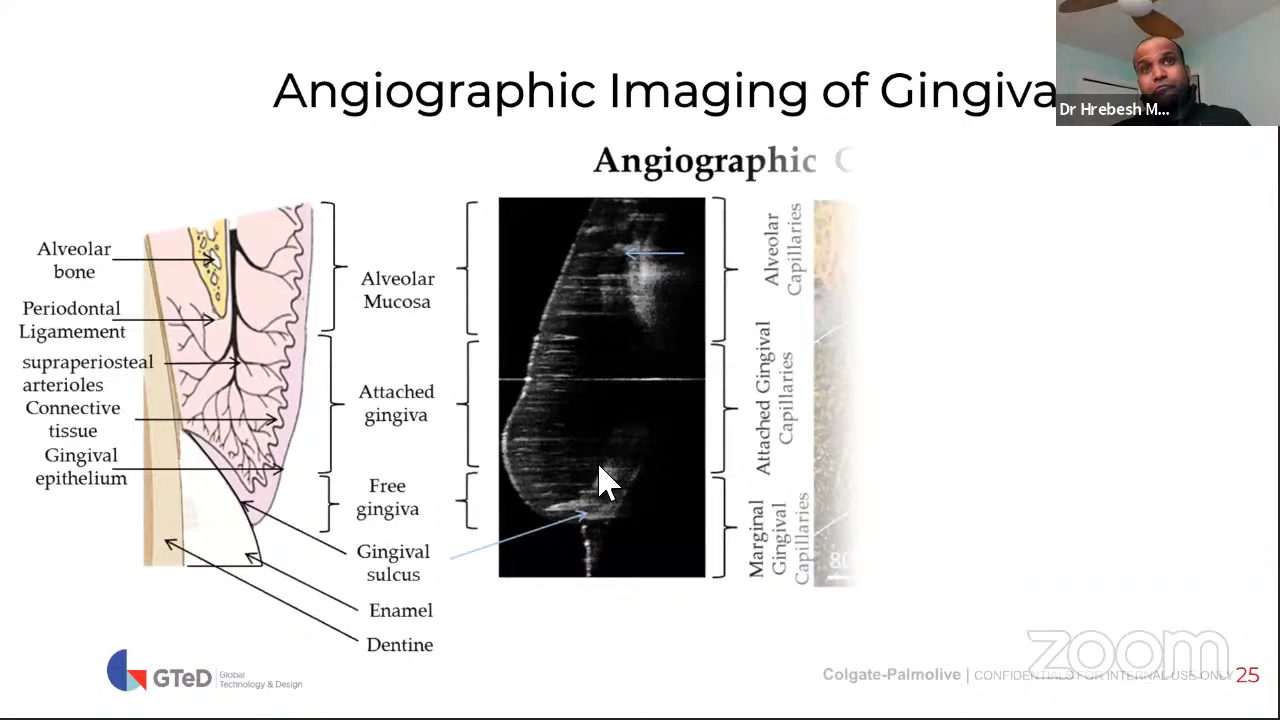 Angiographic Imaging of Gingiva
Dr Hrebesh M...
Angiographic
Alveolar
bone
Periodontal
Ligamement
supraperiosteal
arterioles
Connective
tissue
Gingival
epithelium
Alveolar
Mucosa
Attached
gingiva
Free
gingiva
Gingival
sulcus
Enamel
Dentine
Alveolar
Capillaries
Attached Gingival
Capillaries
Marginal
Gingival
Capillaries
GTeD
Global
Technology & Design
zoom
Colgate-Palmolive | CONFIDENTIALS FOR INTERNAL USE ONLY 25